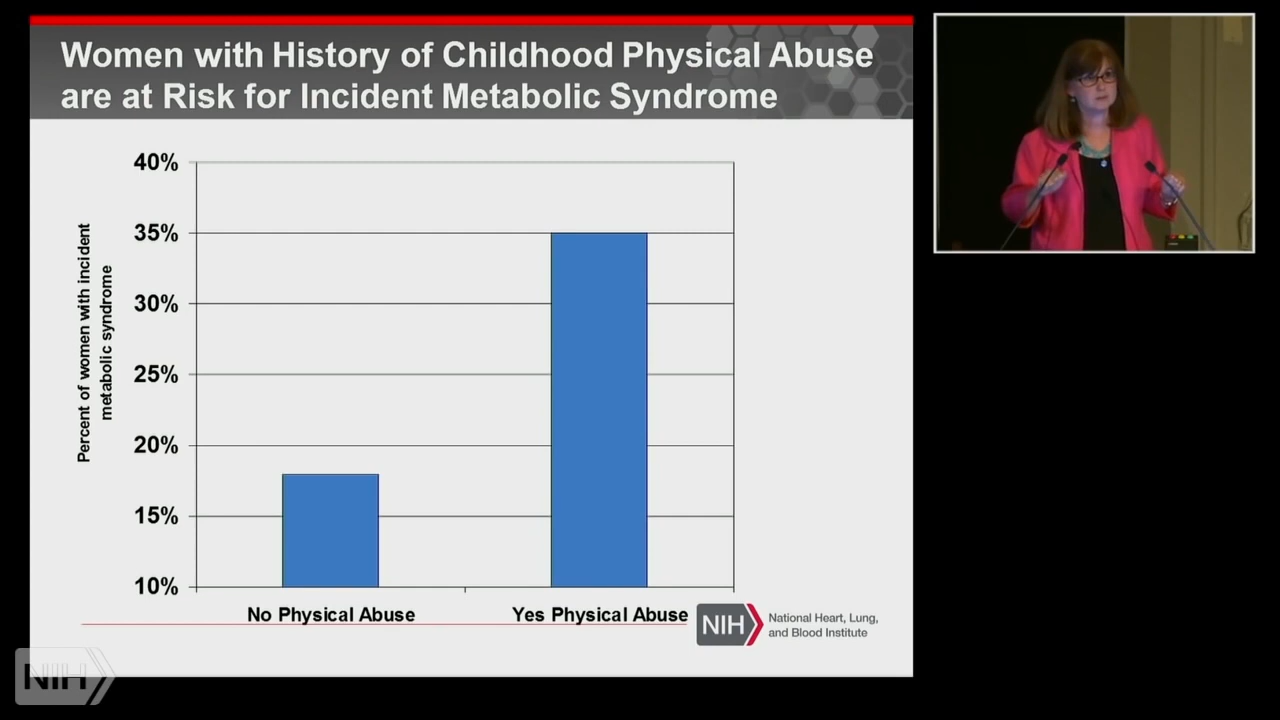 Women with History of Childhood Physical Abuse
are at Risk for Incident Metabolic Syndrome
Percent of women with incident
metabolic syndrome
40%
35%
30%
25%
20%
15%
10%
No Physical Abuse
Yes Physical Abuse
NIH
National Heart, Lung,
and Blood Institute
NIH